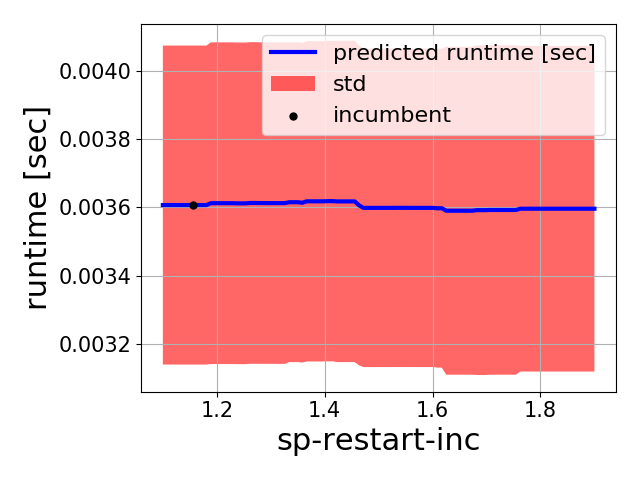 predicted runtime [sec]
std
incumbent
0.0040
0.0038
0.0036
0.0034
0.0032
runtime [sec]
1.2
1.4
1.6
1.8
sp-restart-inc